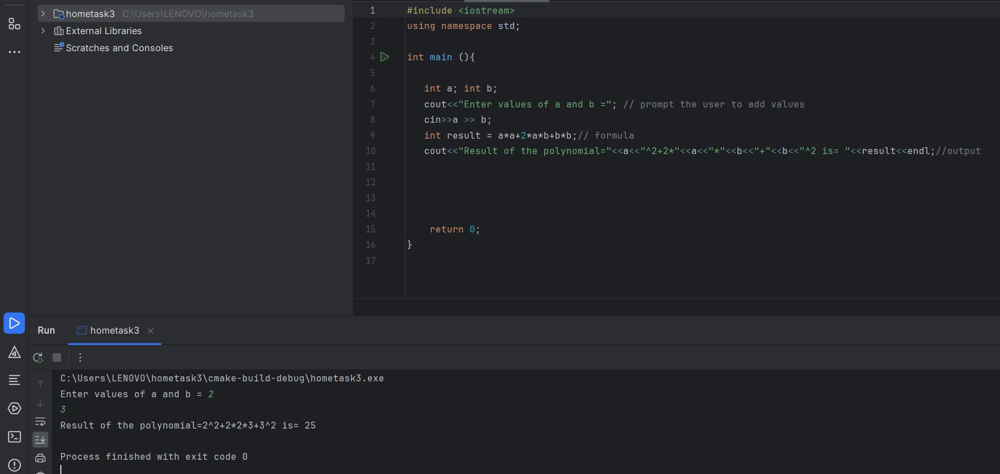 hometask3 C:\Users\LENOVO\hometask3
External Libraries
Scratches and Consoles
1 #include <iostream>
2 using namespace std;
3
4 int main (){
5
6 int a; int b;
7 cout<<"Enter values of a and b ="; // prompt the user to add values
8 cin>>a >> b;
9 int result = a*a+2*a*b+b*b;// formula
10 cout<<"Result of the polynomial="<<a<<"^2+2*"<<a<<"*"<<b<<"+"<<b<<"^2 is= "<<result<<endl;//output
11
12
13
14
15 return 0;
16 }
17
Run hometask3
C:\Users\LENOVO\hometask3\cmake-build-debug\hometask3.exe
Enter values of a and b = 2
3
Result of the polynomial=2^2+2*2*3+3^2 is= 25
Process finished with exit code 0